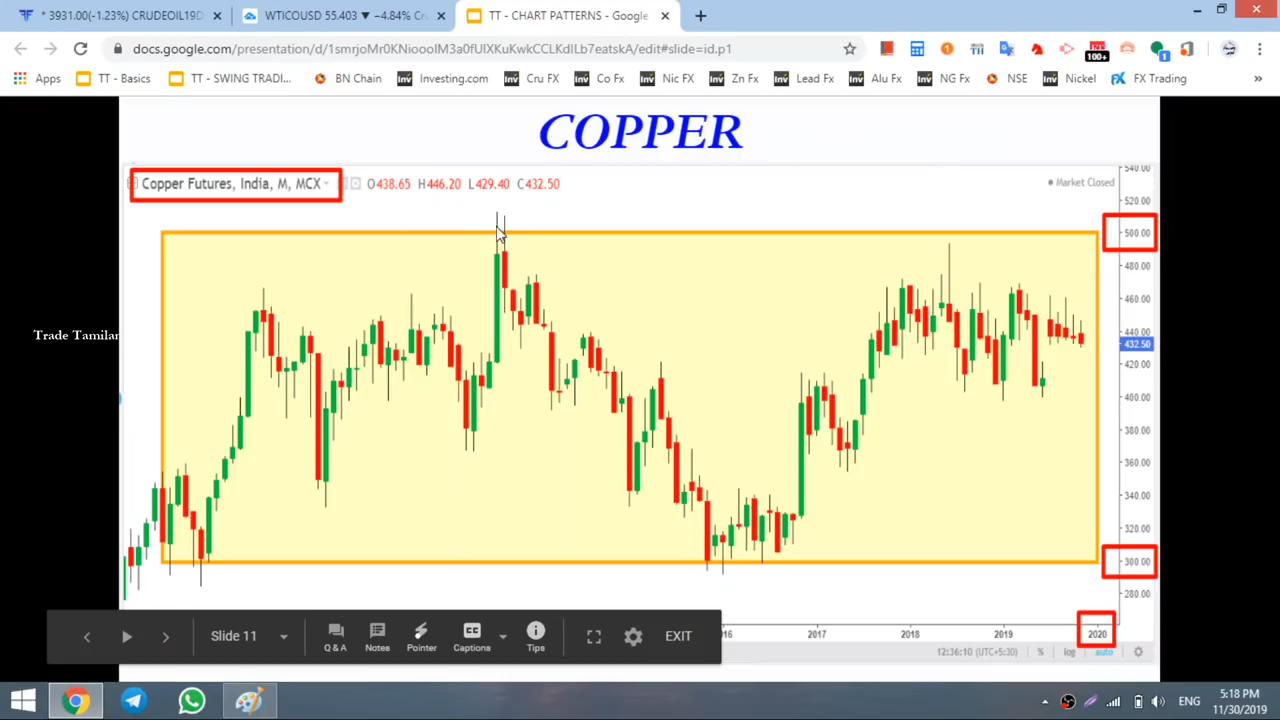 * 3931.00(-1.23%) CRUDEOIL19D
WTICOUSD 55.403 ▼ −4.84% C
TT - CHART PATTERNS - Google
docs.google.com/presentation/d/1smrjoMr0KNioooIM3a0fUlXKuKwkCCLKdILb7eatskA/edit#slide=id.p1
100+
Apps
TT - Basics
TT - SWING TRADI...
BN Chain
Investing.com
Cru FX
Co Fx
Nic FX
Zn Fx
Lead Fx
Alu Fx
NG Fx
NSE
Nickel
FX Trading
»
COPPER
Copper Futures, India, M, MCX
O438.65 H446.20 L429.40 C432.50
Market Closed
540.00
520.00
500.00
480.00
460.00
440.00
432.50
420.00
400.00
380.00
360.00
340.00
320.00
300.00
280.00
Trade Tamilan
16 2017 2018 2019 2020
12:36:10 (UTC+5:30) % log auto
Slide 11
Q & A
Notes
Pointer
Captions
Tips
EXIT
ENG
5:18 PM
11/30/2019